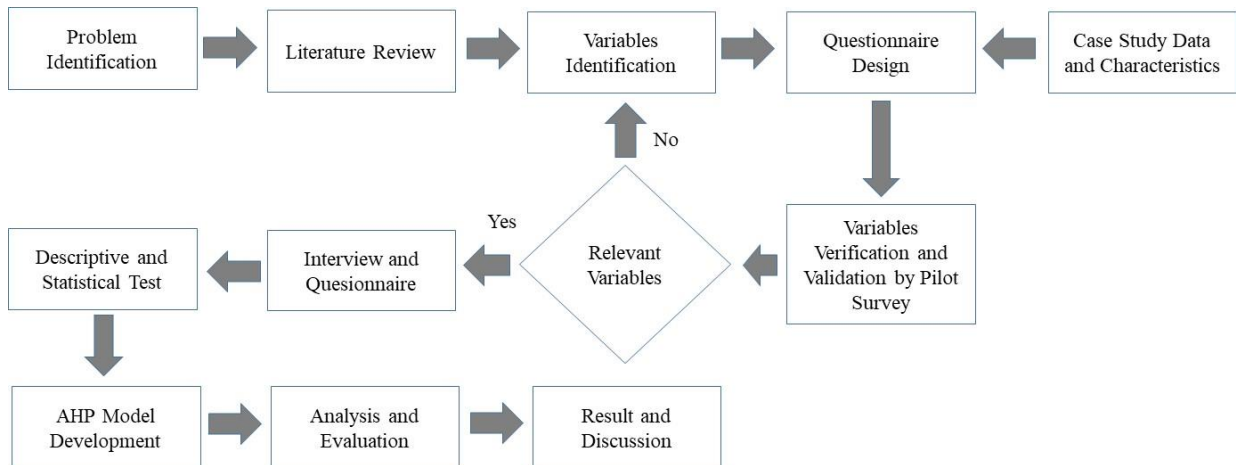 Problem
Identification
Literature Review
Variables
Identification
Questionnaire
Design
Case Study Data
and Characteristics
No
Yes
Descriptive and
Statistical Test
Interview and
Quesionnaire
Relevant
Variables
Variables
Verification and
Validation by Pilot
Survey
AHP Model
Development
Analysis and
Evaluation
Result and
Discussion